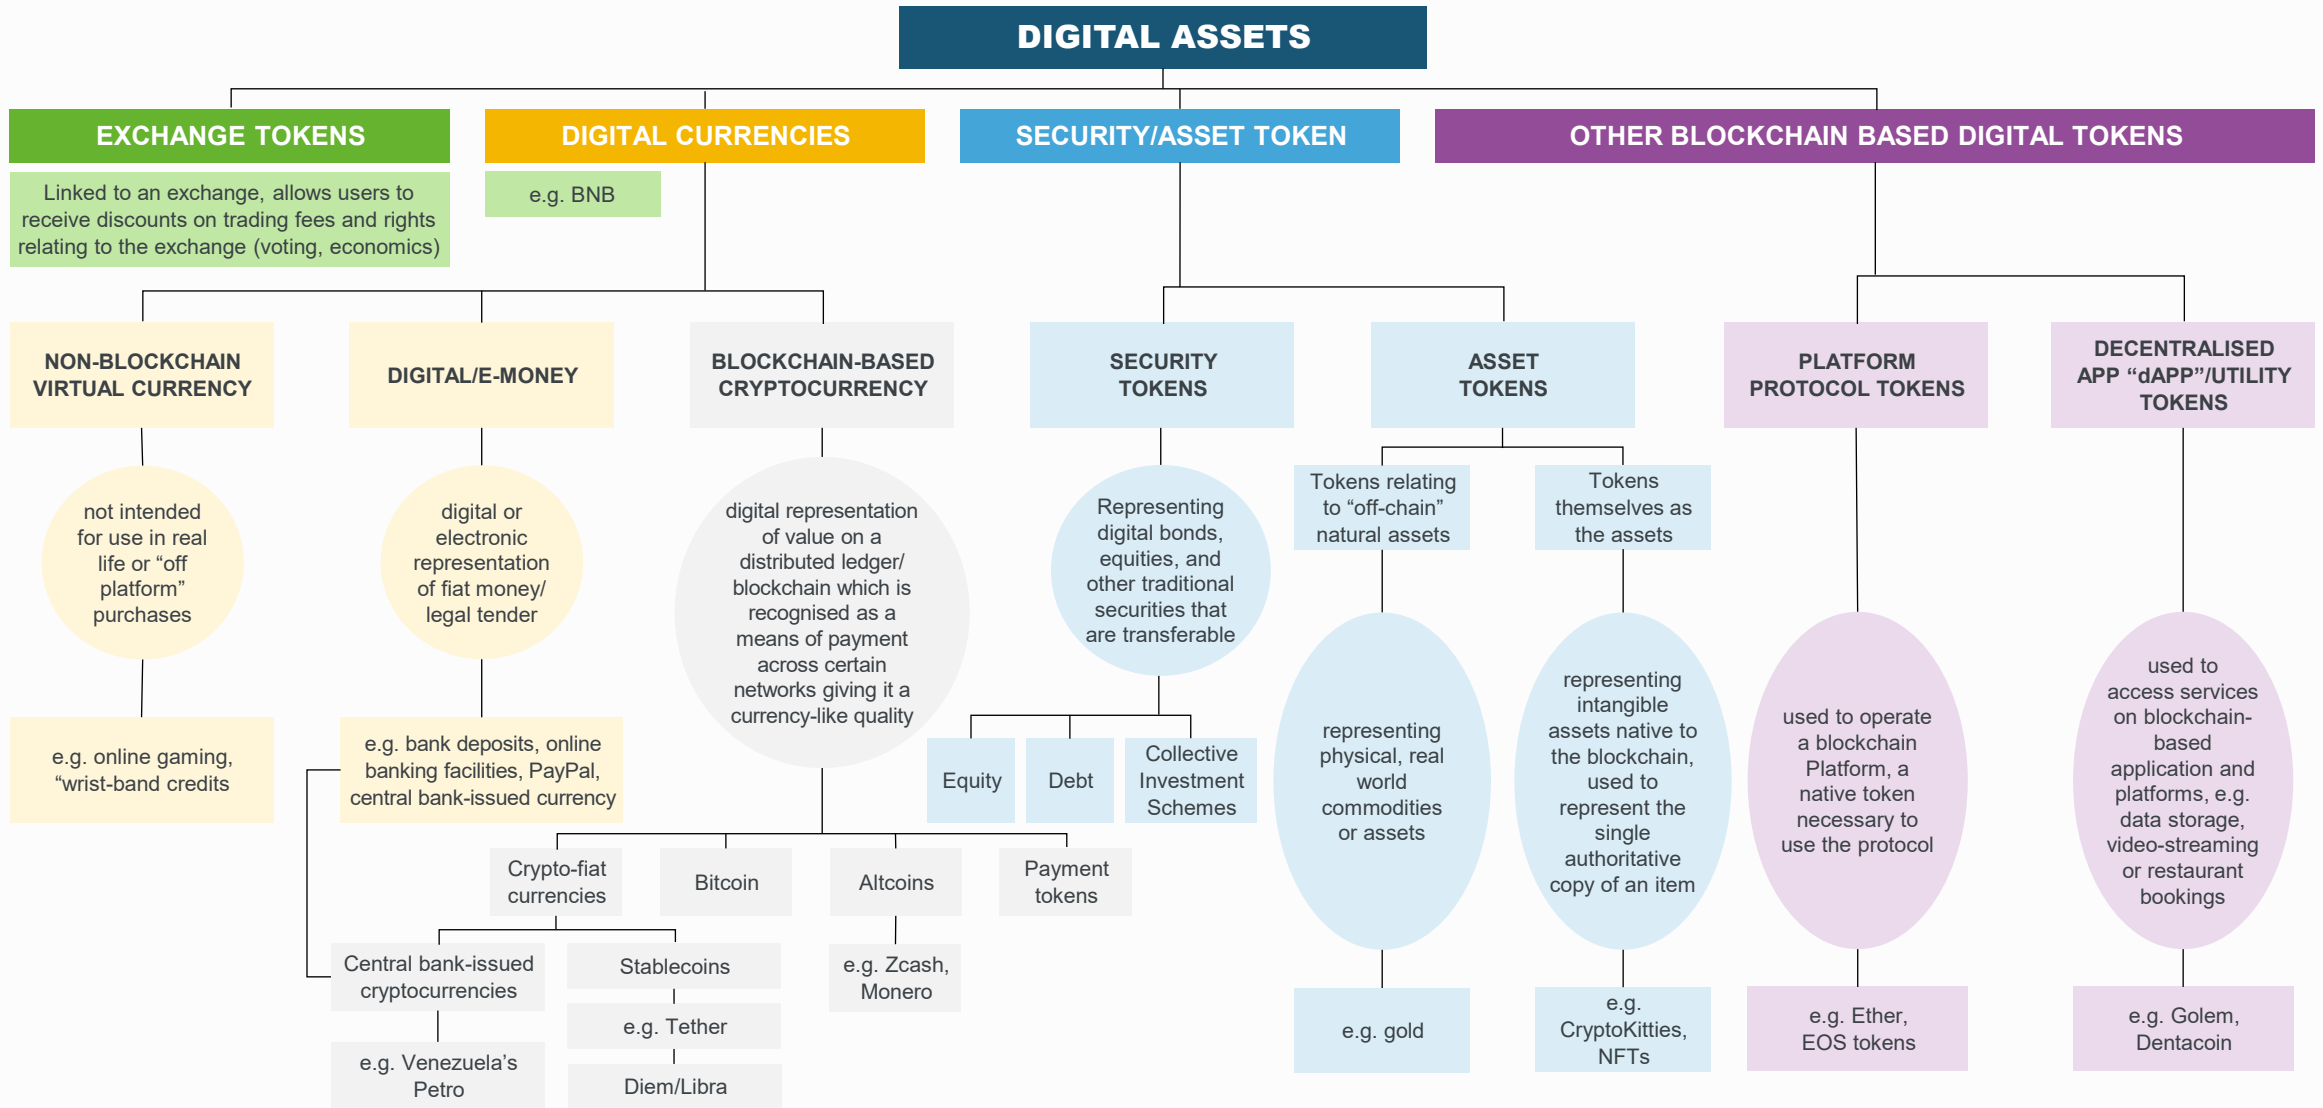 DIGITAL ASSETS
EXCHANGE TOKENS
DIGITAL CURRENCIES
SECURITY/ASSET TOKEN
OTHER BLOCKCHAIN BASED DIGITAL TOKENS
Linked to an exchange, allows users to
receive discounts on trading fees and rights
relating to the exchange (voting, economics)
e.g. BNB
NON-BLOCKCHAIN
VIRTUAL CURRENCY
DIGITAL/E-MONEY
BLOCKCHAIN-BASED
CRYPTOCURRENCY
SECURITY
TOKENS
ASSET
TOKENS
PLATFORM
PROTOCOL TOKENS
DECENTRALISED
APP “dAPP”/UTILITY
TOKENS
not intended
for use in real
life or “off
platform”
purchases
digital or
electronic
representation
of fiat money/
legal tender
digital representation
of value on a
distributed ledger/
blockchain which is
recognised as a
means of payment
across certain
networks giving it a
currency-like quality
Representing
digital bonds,
equities, and
other traditional
securities that
are transferable
Tokens relating
to “off-chain”
natural assets
Tokens
themselves as
the assets
representing
physical, real
world
commodities
or assets
representing
intangible
assets native to
the blockchain,
used to
represent the
single
authoritative
copy of an item
used to operate
a blockchain
Platform, a
native token
necessary to
use the protocol
used to
access services
on blockchain-
based
application and
platforms, e.g.
data storage,
video-streaming
or restaurant
bookings
e.g. online gaming,
“wrist-band credits
e.g. bank deposits, online
banking facilities, PayPal,
central bank-issued currency
Equity
Debt
Collective
Investment
Schemes
Crypto-fiat
currencies
Bitcoin
Altcoins
Payment
tokens
Central bank-issued
cryptocurrencies
Stablecoins
e.g. Zcash,
Monero
e.g. Tether
e.g. Venezuela’s
Petro
Diem/Libra
e.g. gold
e.g.
CryptoKitties,
NFTs
e.g. Ether,
EOS tokens
e.g. Golem,
Dentacoin